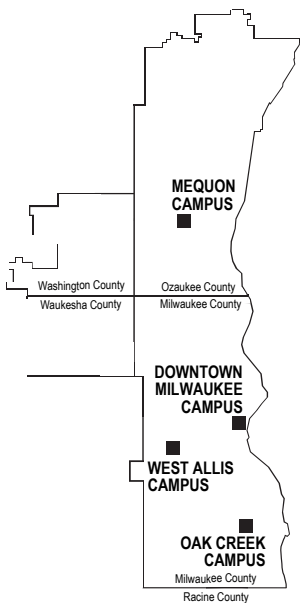 MEQUON
CAMPUS
Washington County
Ozaukee County
Waukesha County
Milwaukee County
DOWNTOWN
MILWAUKEE
CAMPUS
WEST ALLIS
CAMPUS
OAK CREEK
CAMPUS
Milwaukee County
Racine County